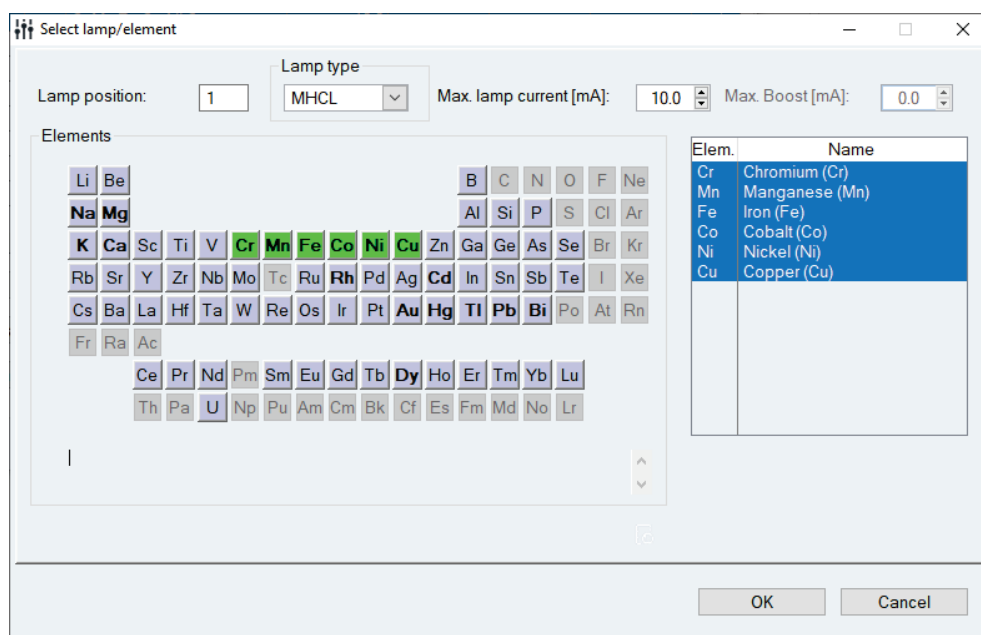 Select lamp/element
Lamp type
Lamp position: 1 MHCL Max. lamp current [mA]: 10.0 Max. Boost [mA]: 0.0
Elements
Elem. Name
Cr Chromium (Cr)
Mn Manganese (Mn)
Fe Iron (Fe)
Co Cobalt (Co)
Ni Nickel (Ni)
Cu Copper (Cu)
Li Be B C N O F Ne
Na Mg Al Si P S Cl Ar
K Ca Sc Ti V Cr Mn Fe Co Ni Cu Zn Ga Ge As Se Br Kr
Rb Sr Y Zr Nb Mo Tc Ru Rh Pd Ag Cd In Sn Sb Te I Xe
Cs Ba La Hf Ta W Re Os Ir Pt Au Hg Tl Pb Bi Po At Rn
Fr Ra Ac
Ce Pr Nd Pm Sm Eu Gd Tb Dy Ho Er Tm Yb Lu
Th Pa U Np Pu Am Cm Bk Cf Es Fm Md No Lr
OK Cancel